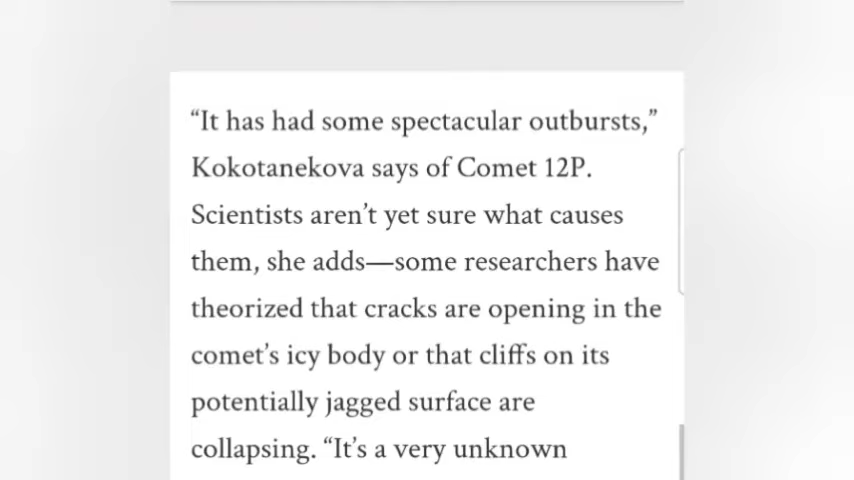 “It has had some spectacular outbursts,”
Kokotanekova says of Comet 12P.
Scientists aren’t yet sure what causes
them, she adds—some researchers have
theorized that cracks are opening in the
comet’s icy body or that cliffs on its
potentially jagged surface are
collapsing. “It’s a very unknown